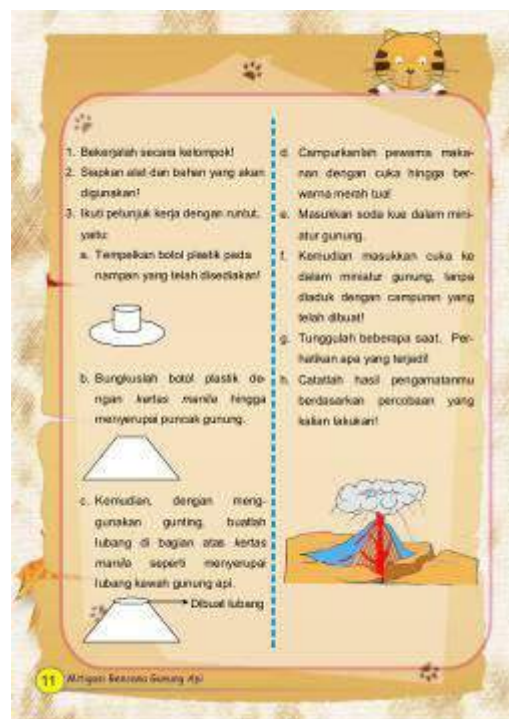 1. Bekerjalah secara kelompok!
2. Siapkan alat dan bahan yang akan
digunakan!
3. Ikuti petunjuk kerja dengan runtut,
yaitu:
a. Tempelkan botol plastik pada
nampan yang telah disediakan!
b. Bungkuslah botol plastik de-
ngan kertas manila hingga
menyerupai puncak gunung.
c. Kemudian, dengan meng-
gunakan gunting, buatlah
lubang di bagian atas kertas
manila seperti menyerupai
lubang kawah gunung api.
Dibuat lubang
d. Campurkanlah pewarna maka-
nan dengan cuka hingga ber-
warna merah tua!
e. Masukkan soda kue dalam mini-
atur gunung.
f. Kemudian masukkan cuka ke
dalam miniatur gunung, tanpa
diaduk dengan campuran yang
telah dibuat!
g. Tunggulah beberapa saat. Per-
hatikan apa yang terjadi!
h. Catatlah hasil pengamatanmu
berdasarkan percobaan yang
kalian lakukan!
11 Mitigasi Bencana Gunung Api